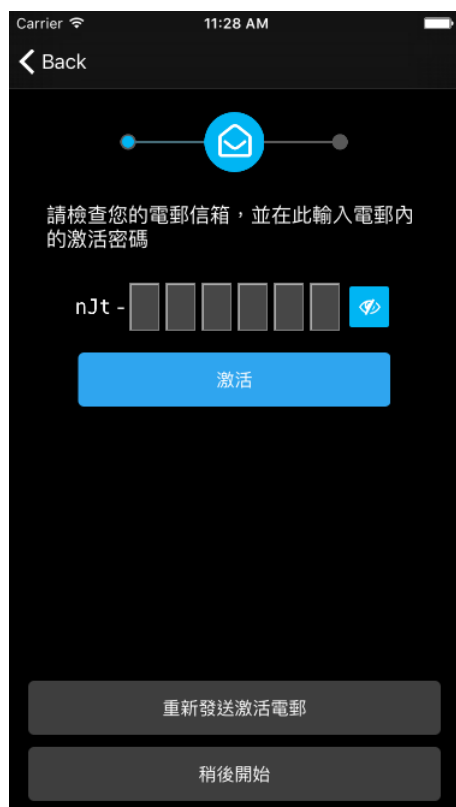 Carrier 11:28 AM
Back
請檢查您的電郵信箱，並在此輸入電郵內
的激活密碼
nJt -
激活
重新發送激活電郵
稍後開始